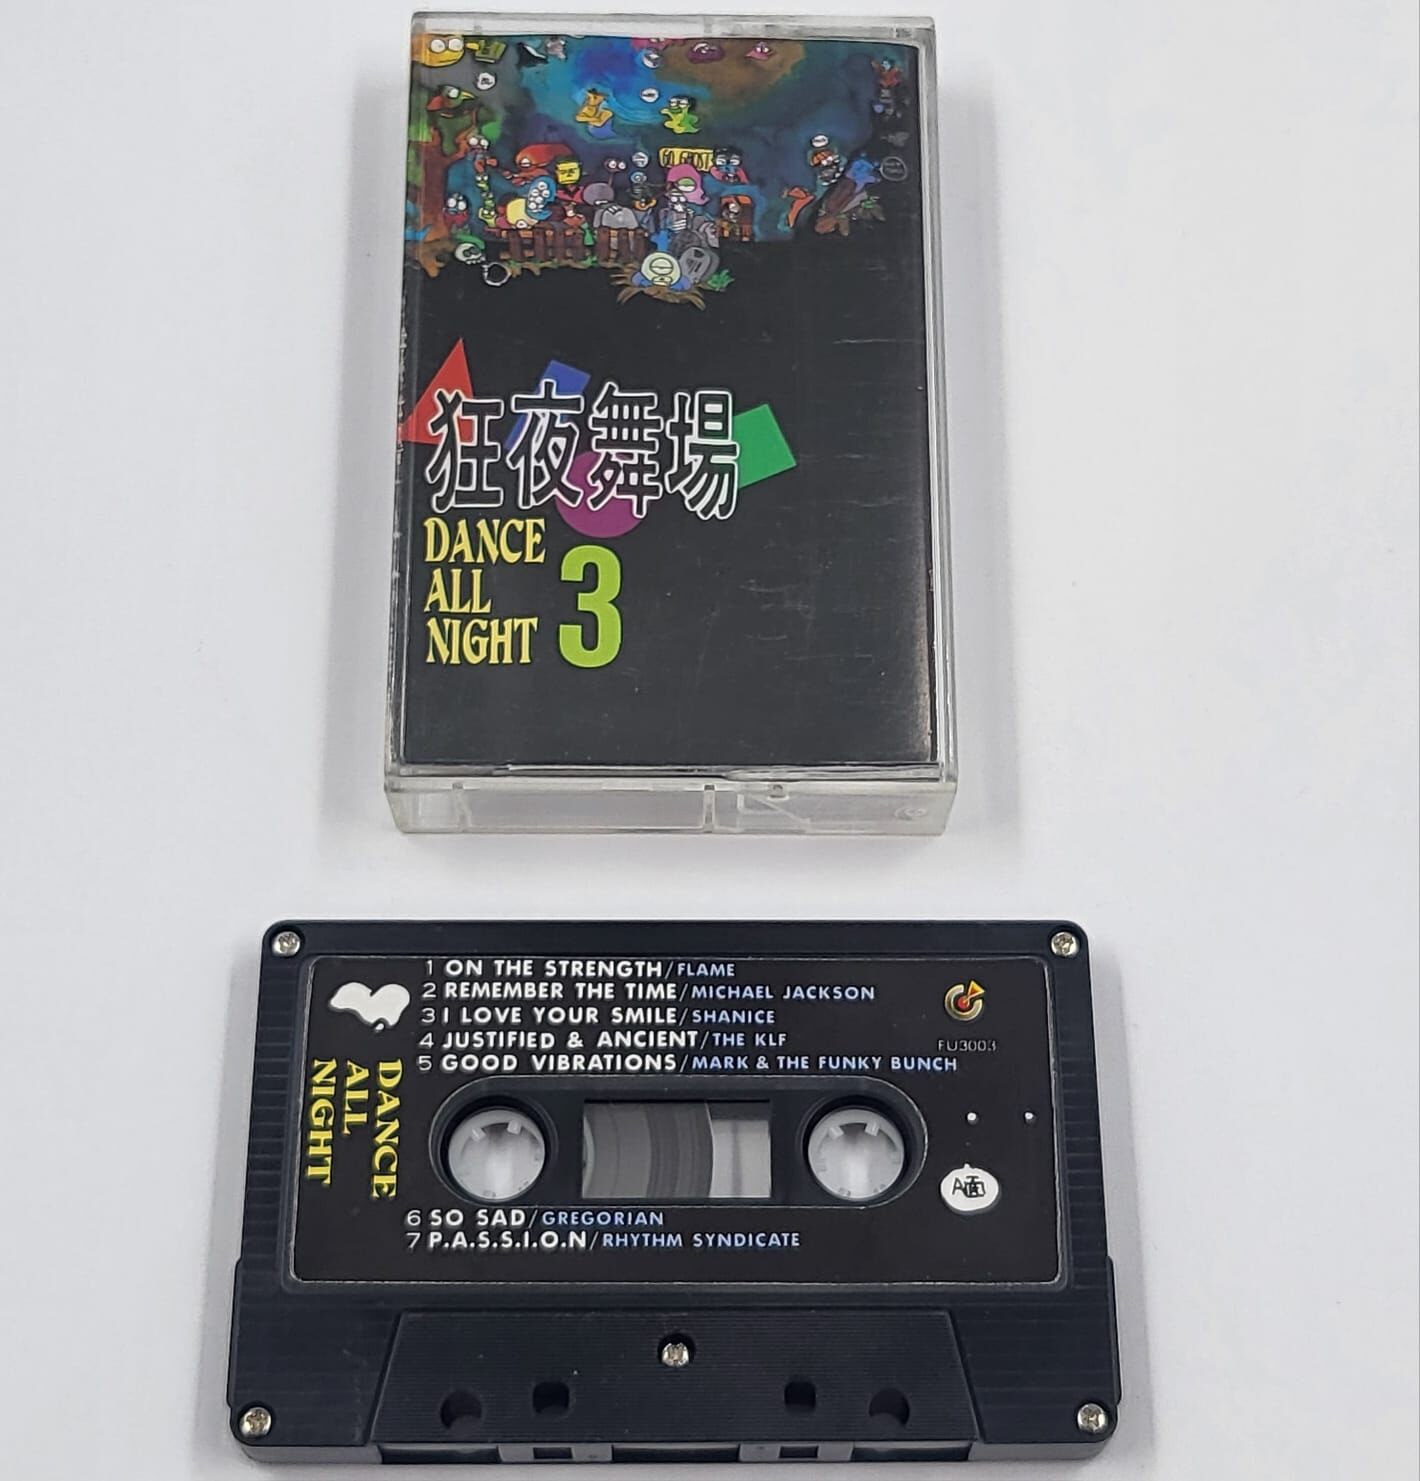 GO GHOST
狂夜舞場
DANCE
ALL
NIGHT
3
1 ON THE STRENGTH/FLAME
2 REMEMBER THE TIME/MICHAEL JACKSON
3 I LOVE YOUR SMILE/SHANICE
4 JUSTIFIED & ANCIENT/THE KLF
5 GOOD VIBRATIONS/MARK & THE FUNKY BUNCH
FU3003
DANCE
ALL
NIGHT
A面
6 SO SAD/GREGORIAN
7 P.A.S.S.I.O.N/RHYTHM SYNDICATE